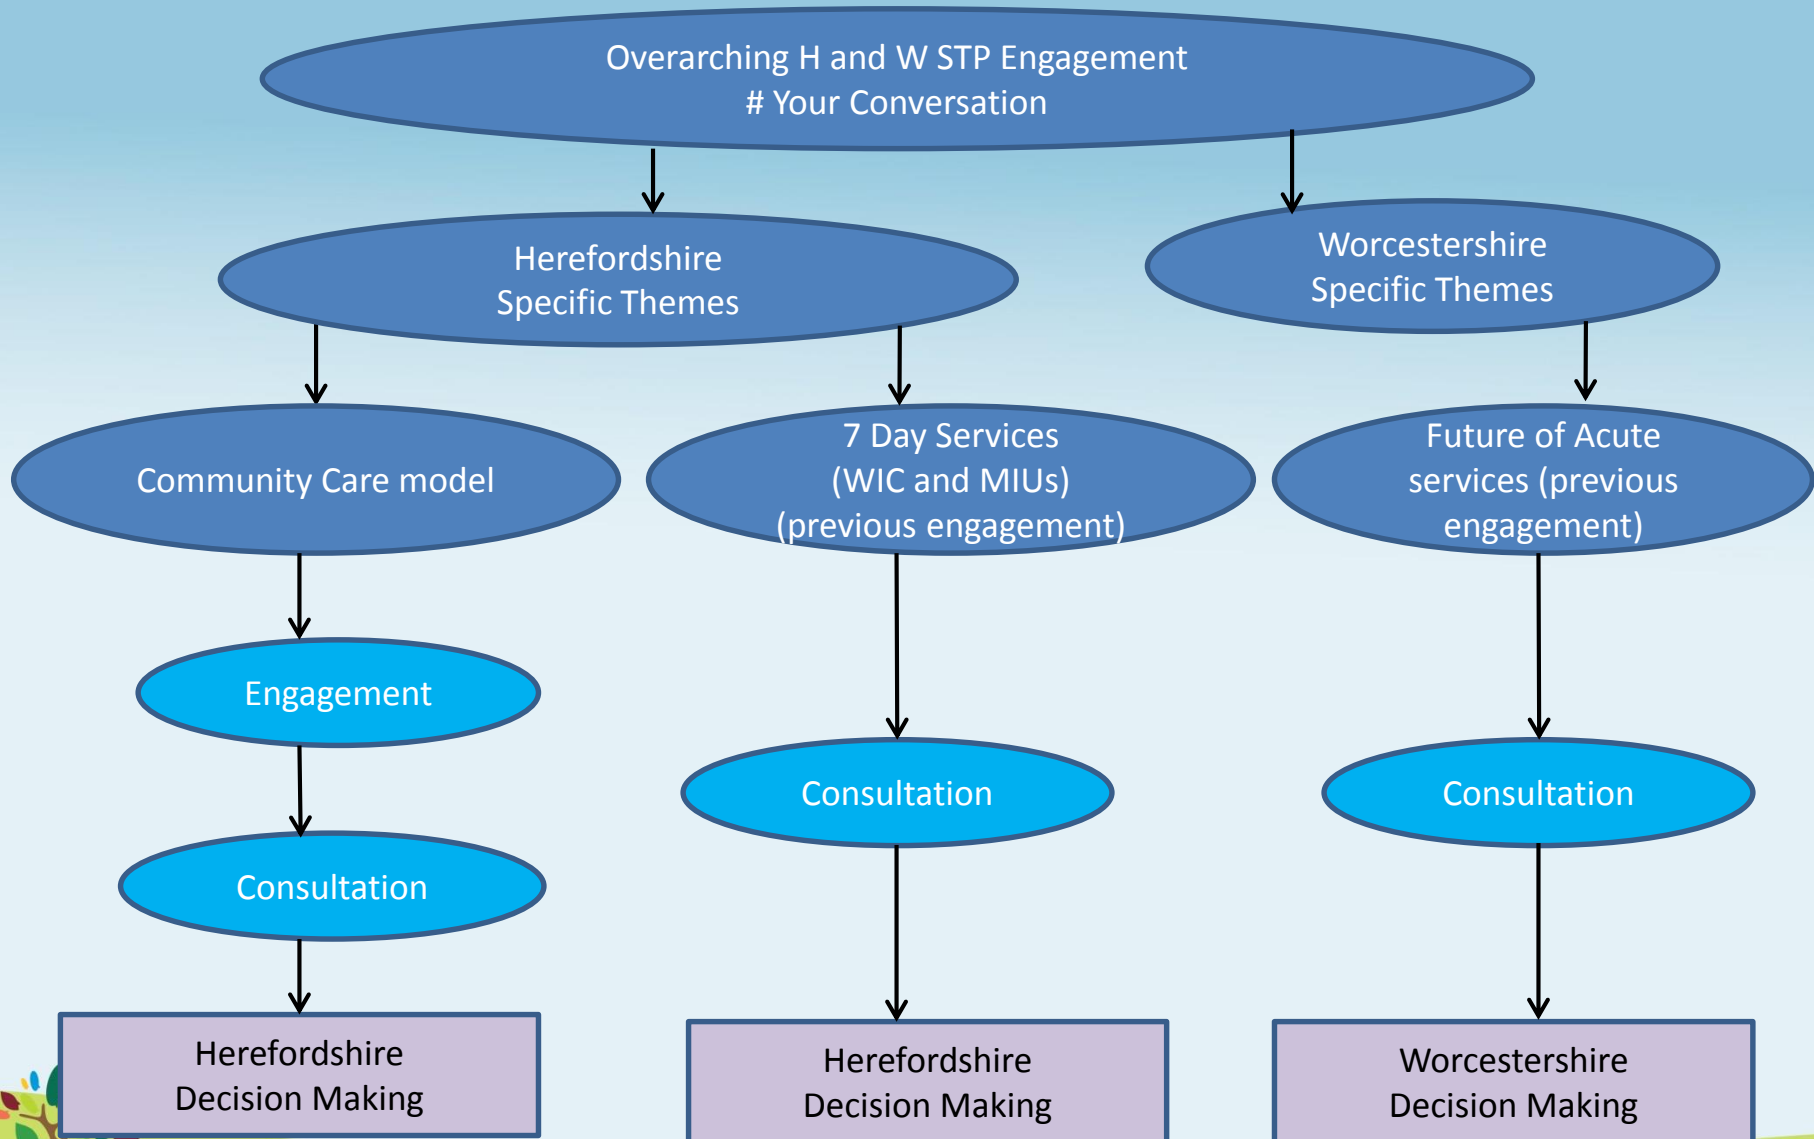 Overarching H and W STP Engagement
# Your Conversation
Herefordshire
Specific Themes
Worcestershire
Specific Themes
Community Care model
7 Day Services
(WIC and MIUs)
(previous engagement)
Future of Acute
services (previous
engagement)
Engagement
Consultation
Consultation
Consultation
Herefordshire
Decision Making
Herefordshire
Decision Making
Worcestershire
Decision Making